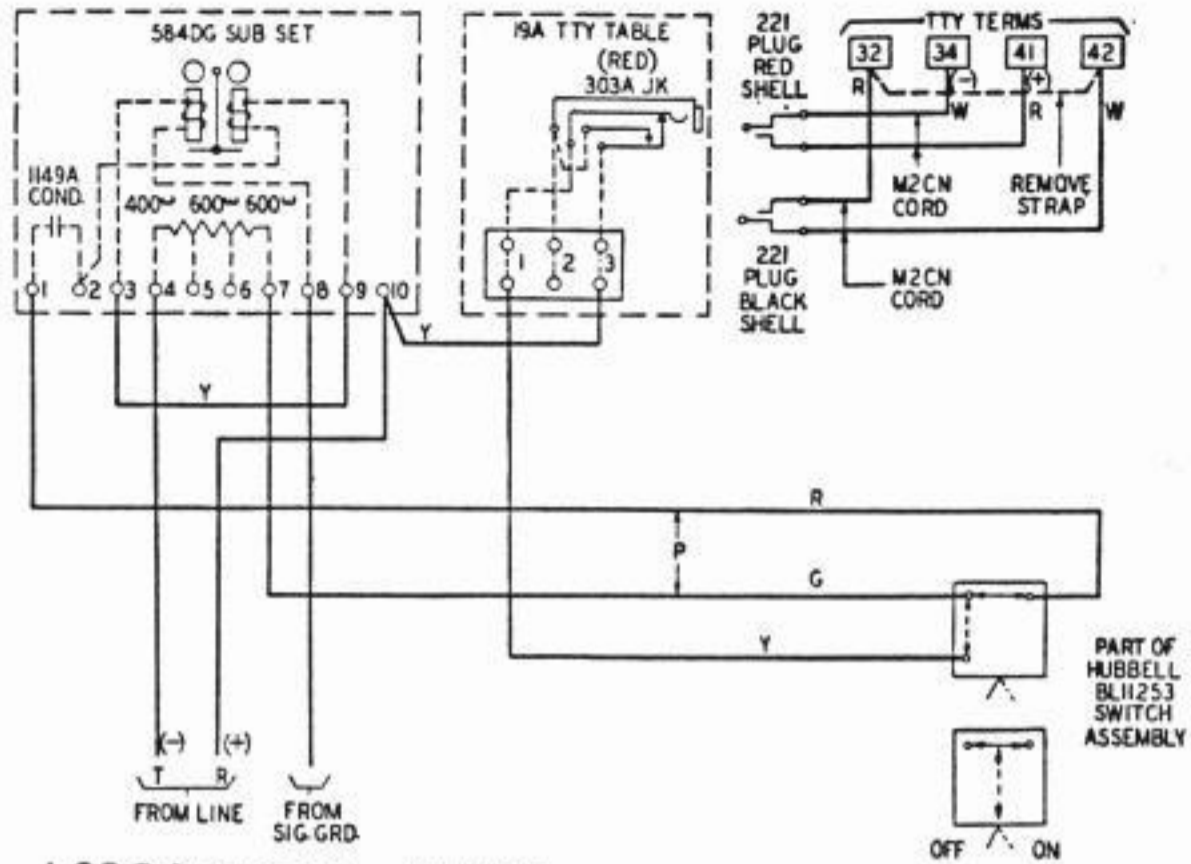 584DG SUB SET
1149A
COND.
400~ 600~ 600~
1 2 3 4 5 6 7 8 9 10
19A TTY TABLE
(RED)
303A JK
1 2 3
221
PLUG
RED
SHELL
TTY TERMS
32 34 41 42
R (-) W (+) R W
M2CN
CORD
REMOVE
STRAP
221
PLUG
BLACK
SHELL
M2CN
CORD
Y
Y
R
P
G
Y
PART OF
HUBBELL
BL11253
SWITCH
ASSEMBLY
(-) (+)
T R
FROM LINE
FROM
SIG. GRD.
OFF ON